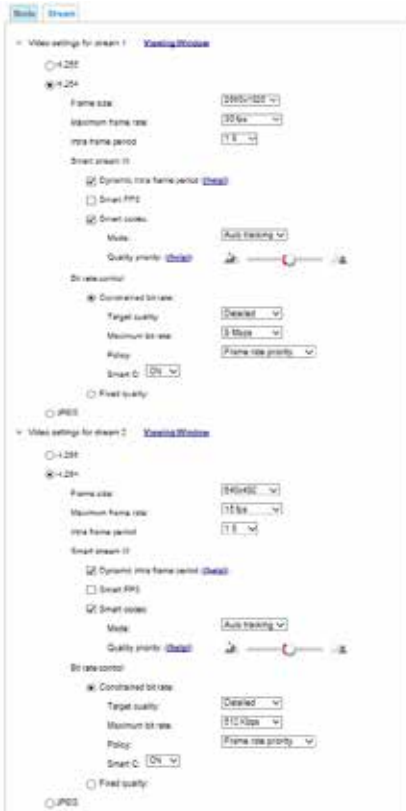 Mode Stream
Video settings for stream 1 Viewing Window
H.265
H.264
Frame size:
Maximum frame rate: 30 fps
Intra frame period 1 S
Smart stream III
Dynamic intra frame period (Help)
Smart FPS
Smart codec:
Mode: Auto tracking
Quality priority: (Help)
Bit rate control
Constrained bit rate:
Target quality: Detailed
Maximum bit rate:
Policy: Frame rate priority
Smart Q: ON
Fixed quality:
JPEG
Video settings for stream 2 Viewing Window
H.265
H.264
Frame size:
Maximum frame rate: 15 fps
Intra frame period 1 S
Smart stream III
Dynamic intra frame period (Help)
Smart FPS
Smart codec:
Mode: Auto tracking
Quality priority: (Help)
Bit rate control
Constrained bit rate:
Target quality: Detailed
Maximum bit rate: 512 Kbps
Policy: Frame rate priority
Smart Q: ON
Fixed quality:
JPEG